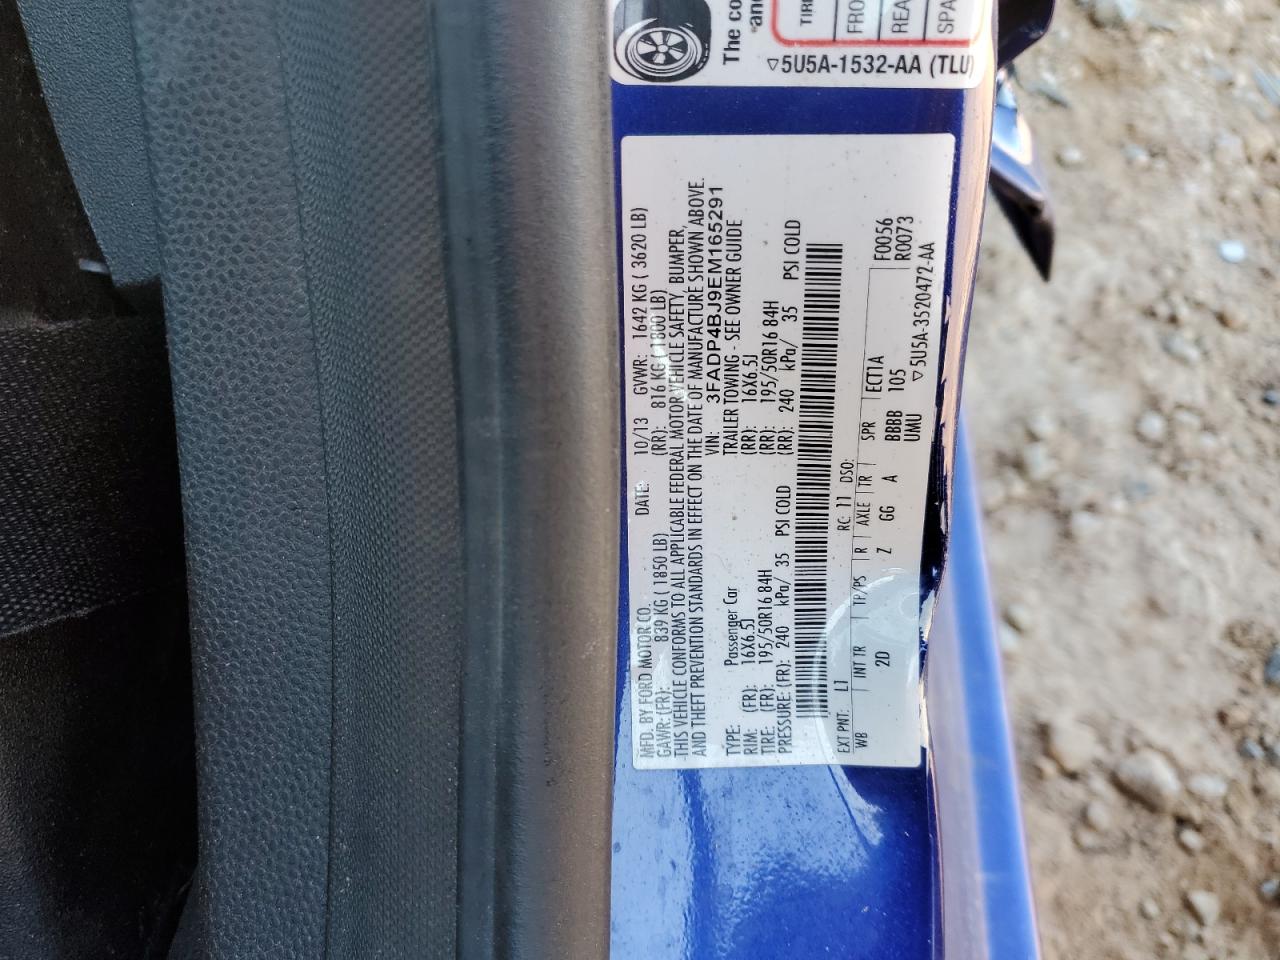 The co
"anc
TIRE
FRO
REA
SPA
▽5U5A-1532-AA (TLU)
MFD. BY FORD MOTOR CO. DATE: 10/13 GVWR: 1642 KG ( 3620 LB)
GAWR: (FR): 839 KG ( 1850 LB) (RR): 816 KG ( 1800 LB)
THIS VEHICLE CONFORMS TO ALL APPLICABLE FEDERAL MOTOR VEHICLE SAFETY, BUMPER,
AND THEFT PREVENTION STANDARDS IN EFFECT ON THE DATE OF MANUFACTURE SHOWN ABOVE.
VIN: 3FADP4BJ9EM165291
TYPE: Passenger Car TRAILER TOWING - SEE OWNER GUIDE
RIM: (FR): 16X6.5J (RR): 16X6.5J
TIRE: (FR): 195/50R16 84H (RR): 195/50R16 84H
PRESSURE: (FR): 240 kPa/ 35 PSI COLD (RR): 240 kPa/ 35 PSI COLD
EXT PNT: L1 RC: 11 DSO: F0056
WB INT TR TP/PS R AXLE TR SPR ECT1A R0073
2D Z GG A BBBB 105
UMU ▽5U5A-3520472-AA